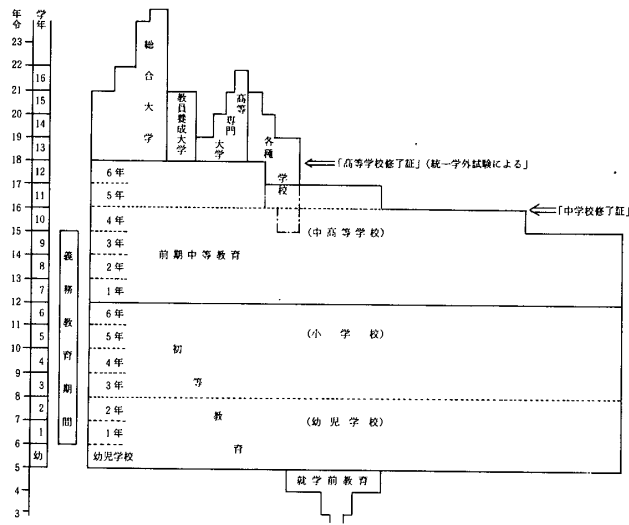 年令
学年
23
22
21
20
19
18
17
16
15
14
13
12
11
10
9
8
7
6
5
4
3
16
15
14
13
12
11
10
9
8
7
6
5
4
3
2
1
幼
義務教育期間
総合大学
教員養成大学
高等専門大学
各種学校
⇐「高等学校修了証」(統一学外試験による」
⇐「中学校修了証」
6年
5年
4年
3年
2年
1年
前期中等教育
(中高等学校)
6年
5年
4年
3年
2年
1年
幼児学校
初等教育
(小学校)
(幼児学校)
就学前教育